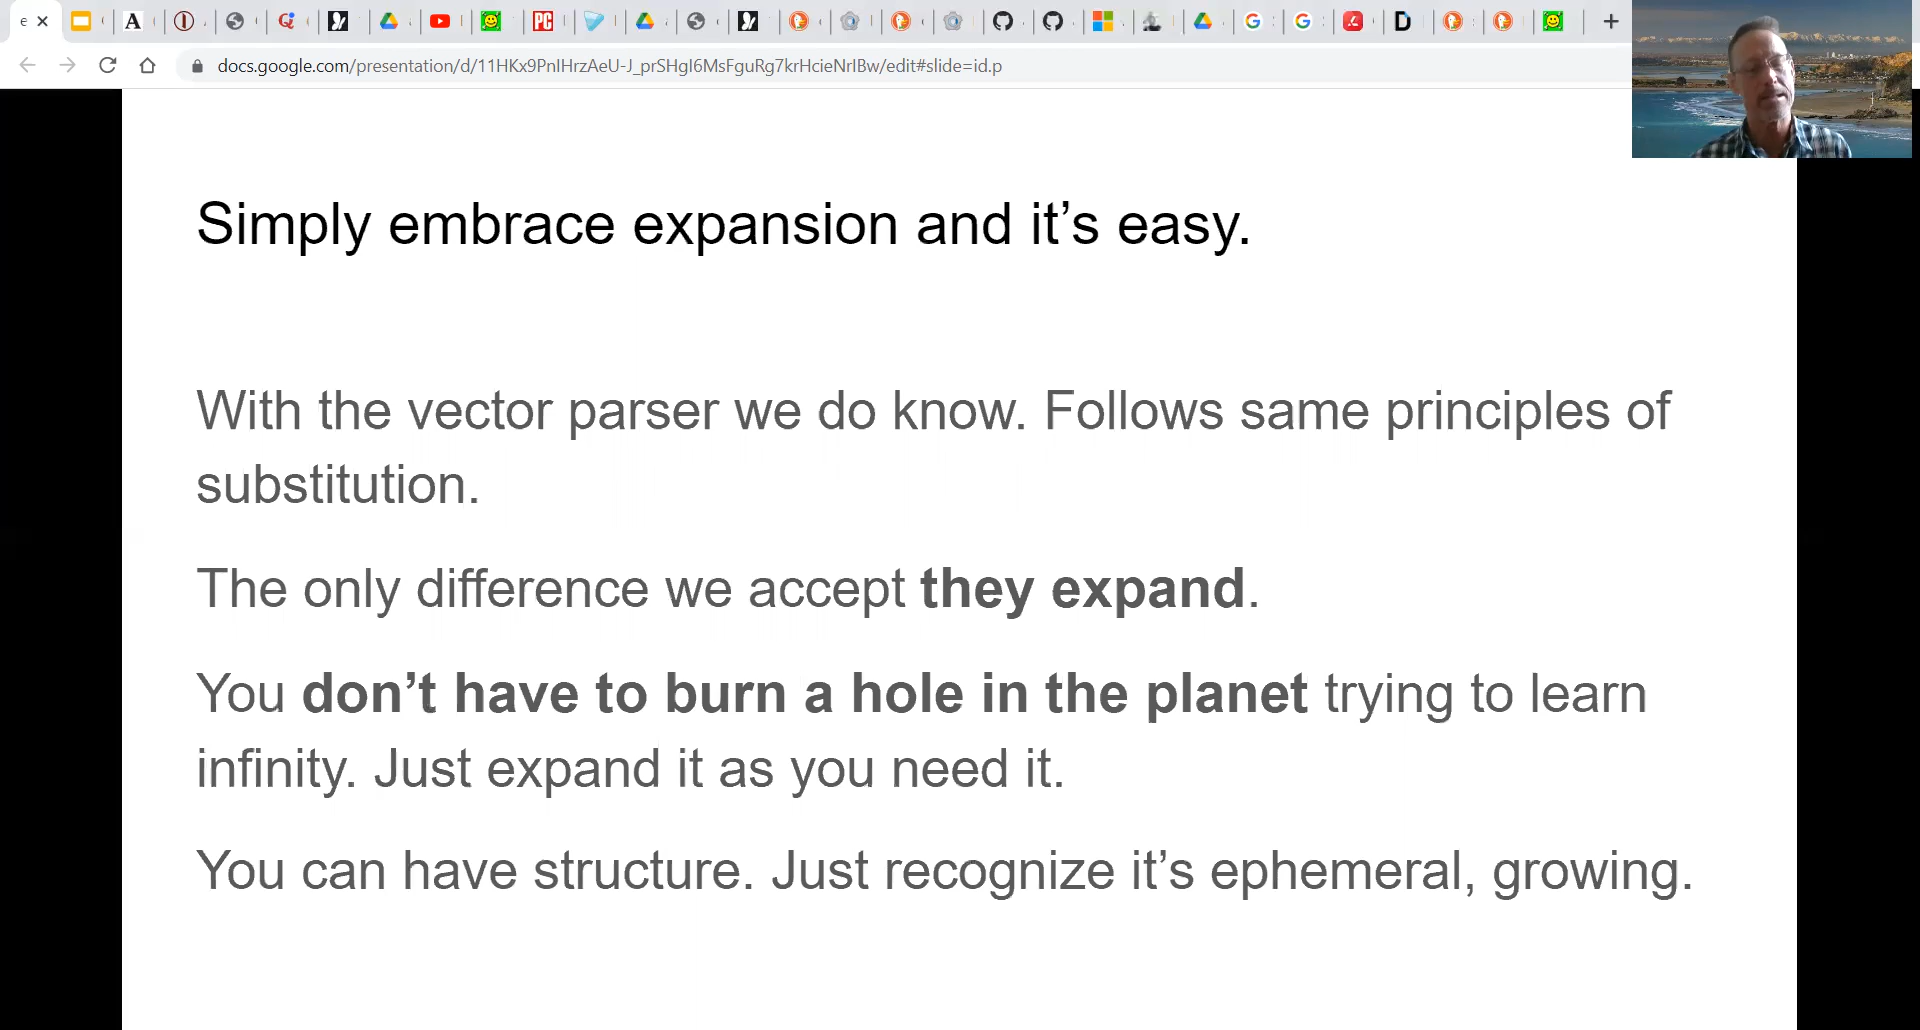 docs.google.com/presentation/d/11HKx9PnIHrzAeU-J_prSHgI6MsFguRg7krHcieNrIBw/edit#slide=id.p
Simply embrace expansion and it’s easy.
With the vector parser we do know. Follows same principles of
substitution.
The only difference we accept they expand.
You don’t have to burn a hole in the planet trying to learn
infinity. Just expand it as you need it.
You can have structure. Just recognize it’s ephemeral, growing.